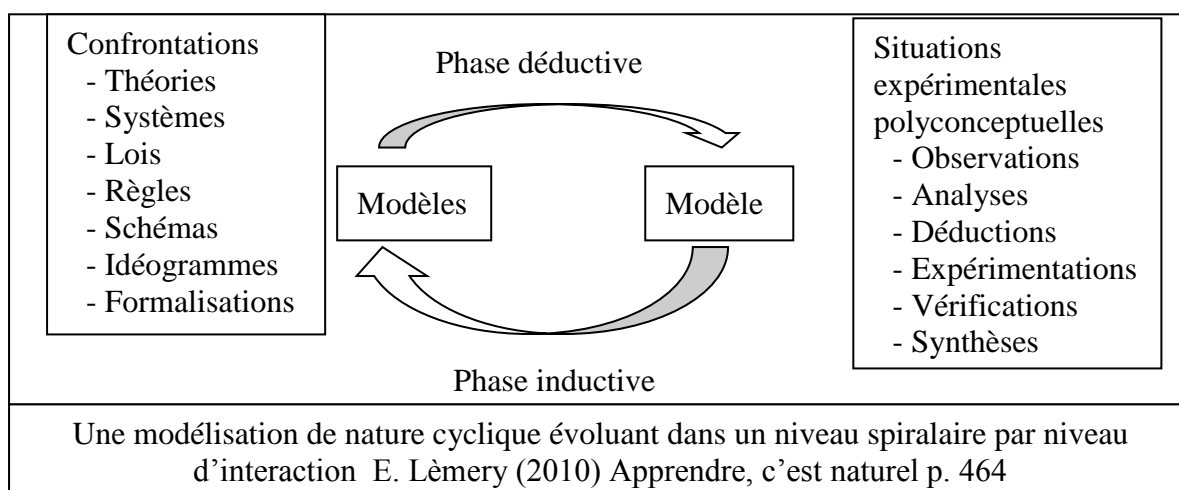 Confrontations
- Théories
- Systèmes
- Lois
- Règles
- Schémas
- Idéogrammes
- Formalisations
Phase déductive
Modèles
Modèle
Phase inductive
Situations
expérimentales
polyconceptuelles
- Observations
- Analyses
- Déductions
- Expérimentations
- Vérifications
- Synthèses
Une modélisation de nature cyclique évoluant dans un niveau spiralaire par niveau
d’interaction E. Lèmery (2010) Apprendre, c’est naturel p. 464